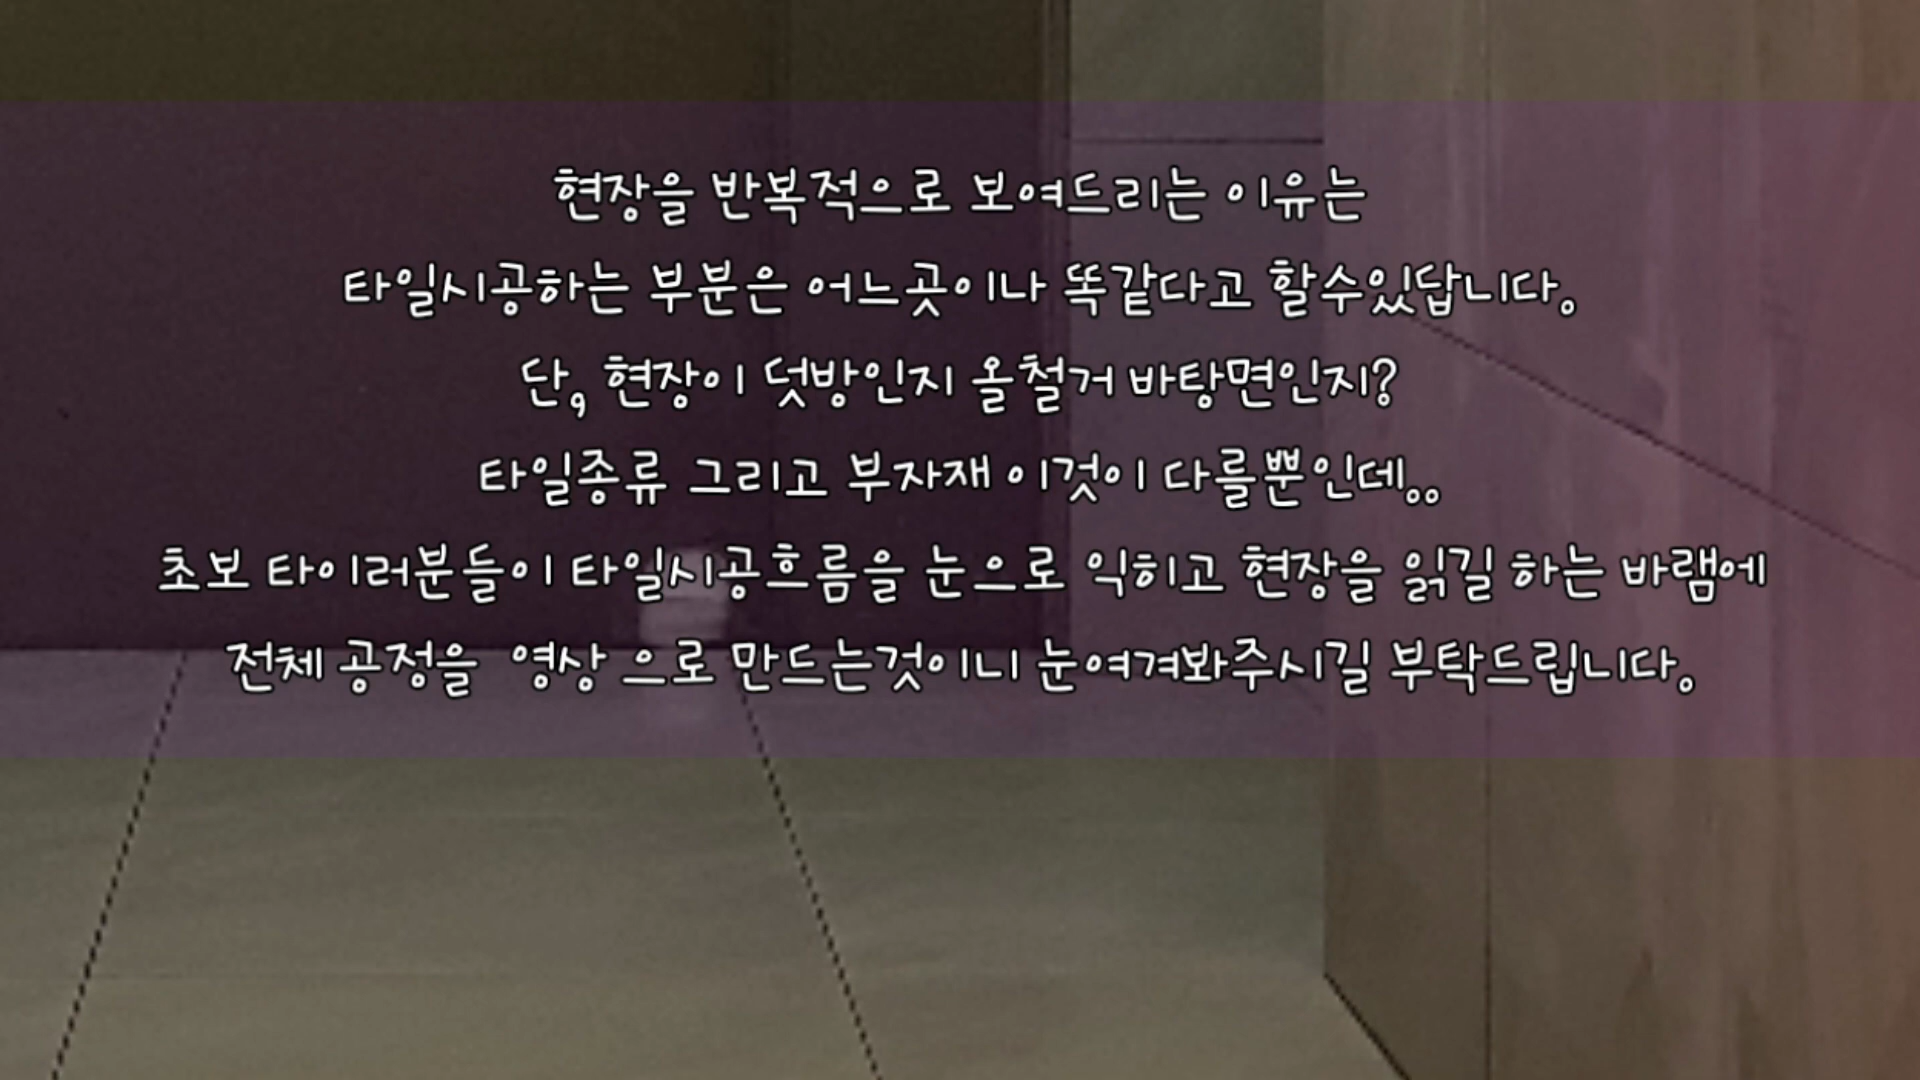 현장을 반복적으로 보여드리는 이유는
타일시공하는 부분은 어느곳이나 똑같다고 할수있답니다.
단, 현장이 덧방인지 올철거 바탕면인지?
타일종류 그리고 부자재 이것이 다를뿐인데..
초보 타이러분들이 타일시공흐름을 눈으로 익히고 현장을 읽길 하는 바램에
전체 공정을 영상 으로 만드는것이니 눈여겨봐주시길 부탁드립니다.